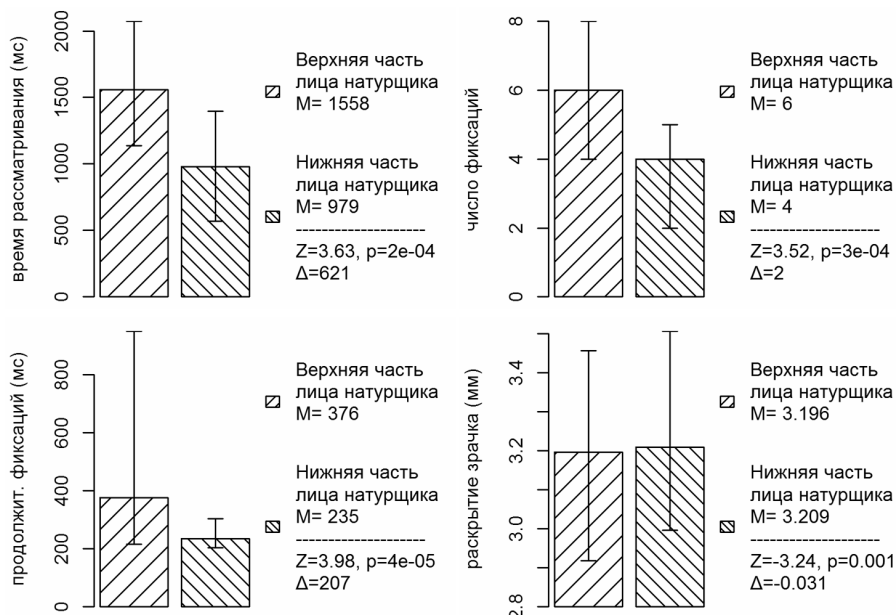 время рассматривания (мс)
0 500 1000 1500 2000
Верхняя часть
лица натурщика
M= 1558
Нижняя часть
лица натурщика
M= 979
---------------------
Z=3.63, p=2e-04
Δ=621
число фиксаций
0 2 4 6 8
Верхняя часть
лица натурщика
M= 6
Нижняя часть
лица натурщика
M= 4
---------------------
Z=3.52, p=3e-04
Δ=2
продолжит. фиксаций (мс)
0 200 400 600 800
Верхняя часть
лица натурщика
M= 376
Нижняя часть
лица натурщика
M= 235
---------------------
Z=3.98, p=4e-05
Δ=207
раскрытие зрачка (мм)
2.8 3.0 3.2 3.4
Верхняя часть
лица натурщика
M= 3.196
Нижняя часть
лица натурщика
M= 3.209
---------------------
Z=-3.24, p=0.001
Δ=-0.031